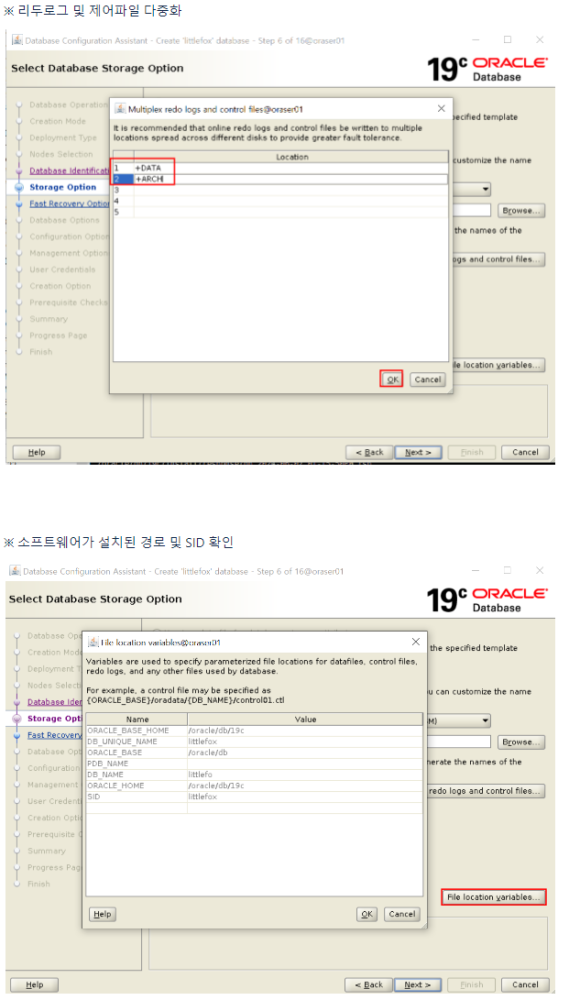 ※ 리두로그 및 제어파일 다중화
Database Configuration Assistant - Create 'littlefox' database - Step 6 of 16@oraser01
Select Database Storage Option
19c ORACLE
Database
Database Operation
Creation Mode
Deployment Type
Nodes Selection
Database Identificati
Storage Option
Fast Recovery Option
Database Options
Configuration Option
Management Option
User Credentials
Creation Option
Prerequisite Checks
Summary
Progress Page
Finish
Multiplex redo logs and control files@oraser01
It is recommended that online redo logs and control files be written to multiple
locations spread across different disks to provide greater fault tolerance.
Location
1 +DATA
2 +ARCH
3
4
5
OK Cancel
pecified template
customize the name
Browse...
the names of the
ogs and control files...
le location variables...
Help
< Back Next > Finish Cancel
※ 소프트웨어가 설치된 경로 및 SID 확인
Database Configuration Assistant - Create 'littlefox' database - Step 6 of 16@oraser01
Select Database Storage Option
19c ORACLE
Database
Database Ope
Creation Mode
Deployment T
Nodes Selecti
Database Iden
Storage Opti
Fast Recovery
Database Opt
Configuration
Management
User Credenti
Creation Optio
Prerequisite C
Summary
Progress Pag
Finish
File location variables@oraser01
Variables are used to specify parameterized file locations for datafiles, control files,
redo logs, and any other files used by database.
For example, a control file may be specified as
{ORACLE_BASE}/oradata/{DB_NAME}/control01.ctl
Name Value
ORACLE_BASE_HOME /oracle/db/19c
DB_UNIQUE_NAME littlefox
ORACLE_BASE /oracle/db
PDB_NAME
DB_NAME littlefo
ORACLE_HOME /oracle/db/19c
SID littlefox
Help OK Cancel
the specified template
u can customize the name
M)
Browse...
nerate the names of the
redo logs and control files...
File location variables...
Help
< Back Next > Finish Cancel